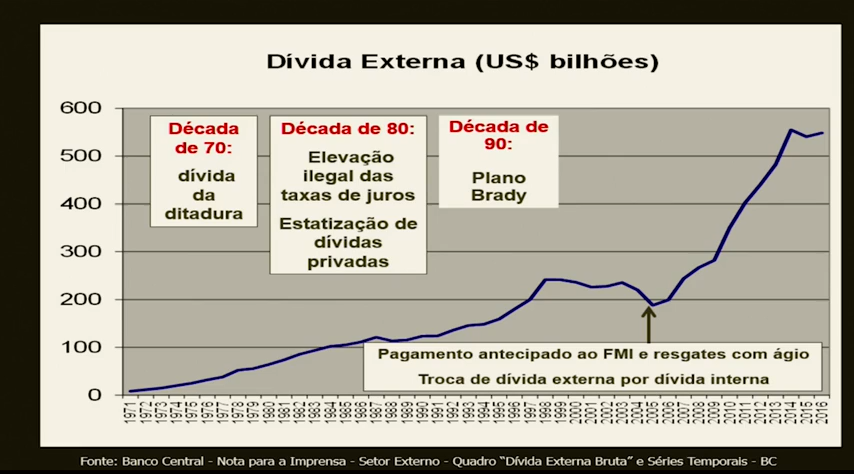 Dívida Externa (US$ bilhões)
600
500
400
300
200
100
0
Década
de 70:
dívida
da
ditadura
Década de 80:
Elevação
ilegal das
taxas de juros
Estatização de
dívidas
privadas
Década de
90:
Plano
Brady
Pagamento antecipado ao FMI e resgates com ágio
Troca de dívida externa por dívida interna
1971
1972
1973
1974
1975
1976
1977
1978
1979
1980
1981
1982
1983
1984
1985
1986
1987
1988
1989
1990
1991
1992
1993
1994
1995
1996
1997
1998
1999
2000
2001
2002
2003
2004
2005
2006
2007
2008
2009
2010
2011
2012
2013
2014
2015
2016
Fonte: Banco Central - Nota para a Imprensa - Setor Externo - Quadro “Dívida Externa Bruta” e Séries Temporais - BC